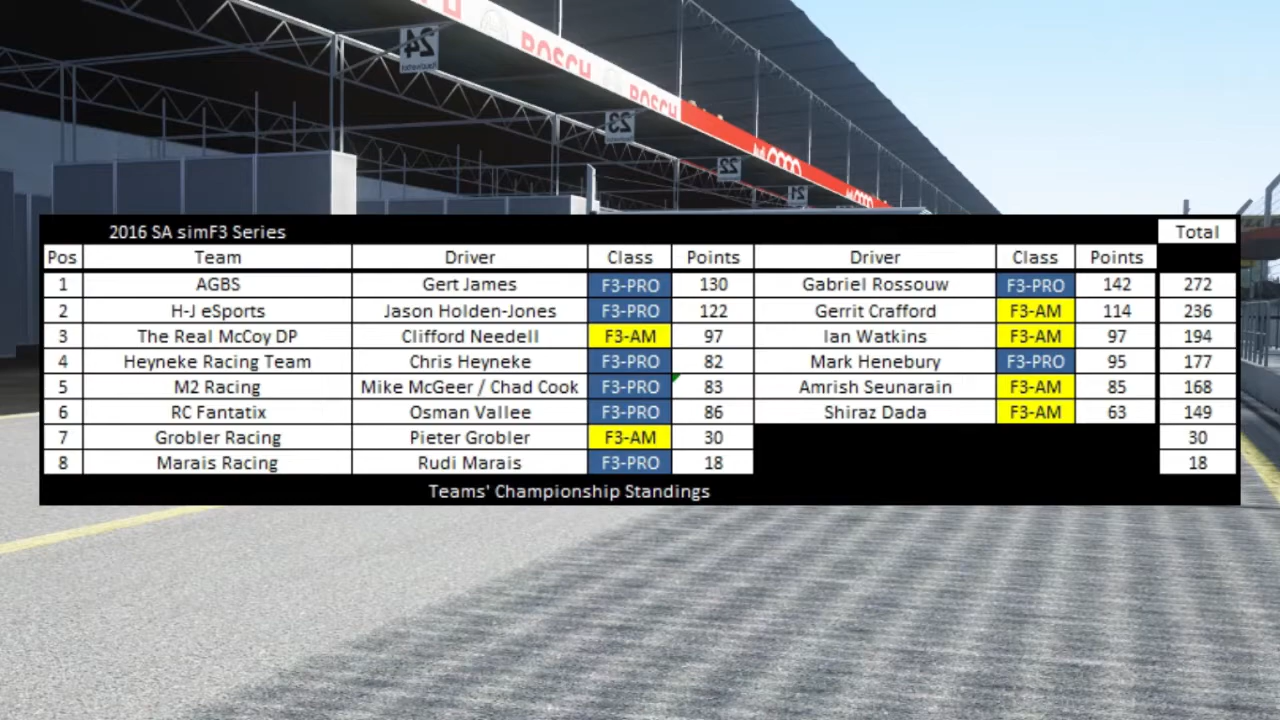 24
BOSCH
BOSCH
23
22
21
2016 SA simF3 Series Total
Pos Team Driver Class Points Driver Class Points
1 AGBS Gert James F3-PRO 130 Gabriel Rossouw F3-PRO 142 272
2 H-J eSports Jason Holden-Jones F3-PRO 122 Gerrit Crafford F3-AM 114 236
3 The Real McCoy DP Clifford Needell F3-AM 97 Ian Watkins F3-AM 97 194
4 Heyneke Racing Team Chris Heyneke F3-PRO 82 Mark Henebury F3-PRO 95 177
5 M2 Racing Mike McGeer / Chad Cook F3-PRO 83 Amrish Seunarain F3-AM 85 168
6 RC Fantatix Osman Vallee F3-PRO 86 Shiraz Dada F3-AM 63 149
7 Grobler Racing Pieter Grobler F3-AM 30 30
8 Marais Racing Rudi Marais F3-PRO 18 18
Teams' Championship Standings